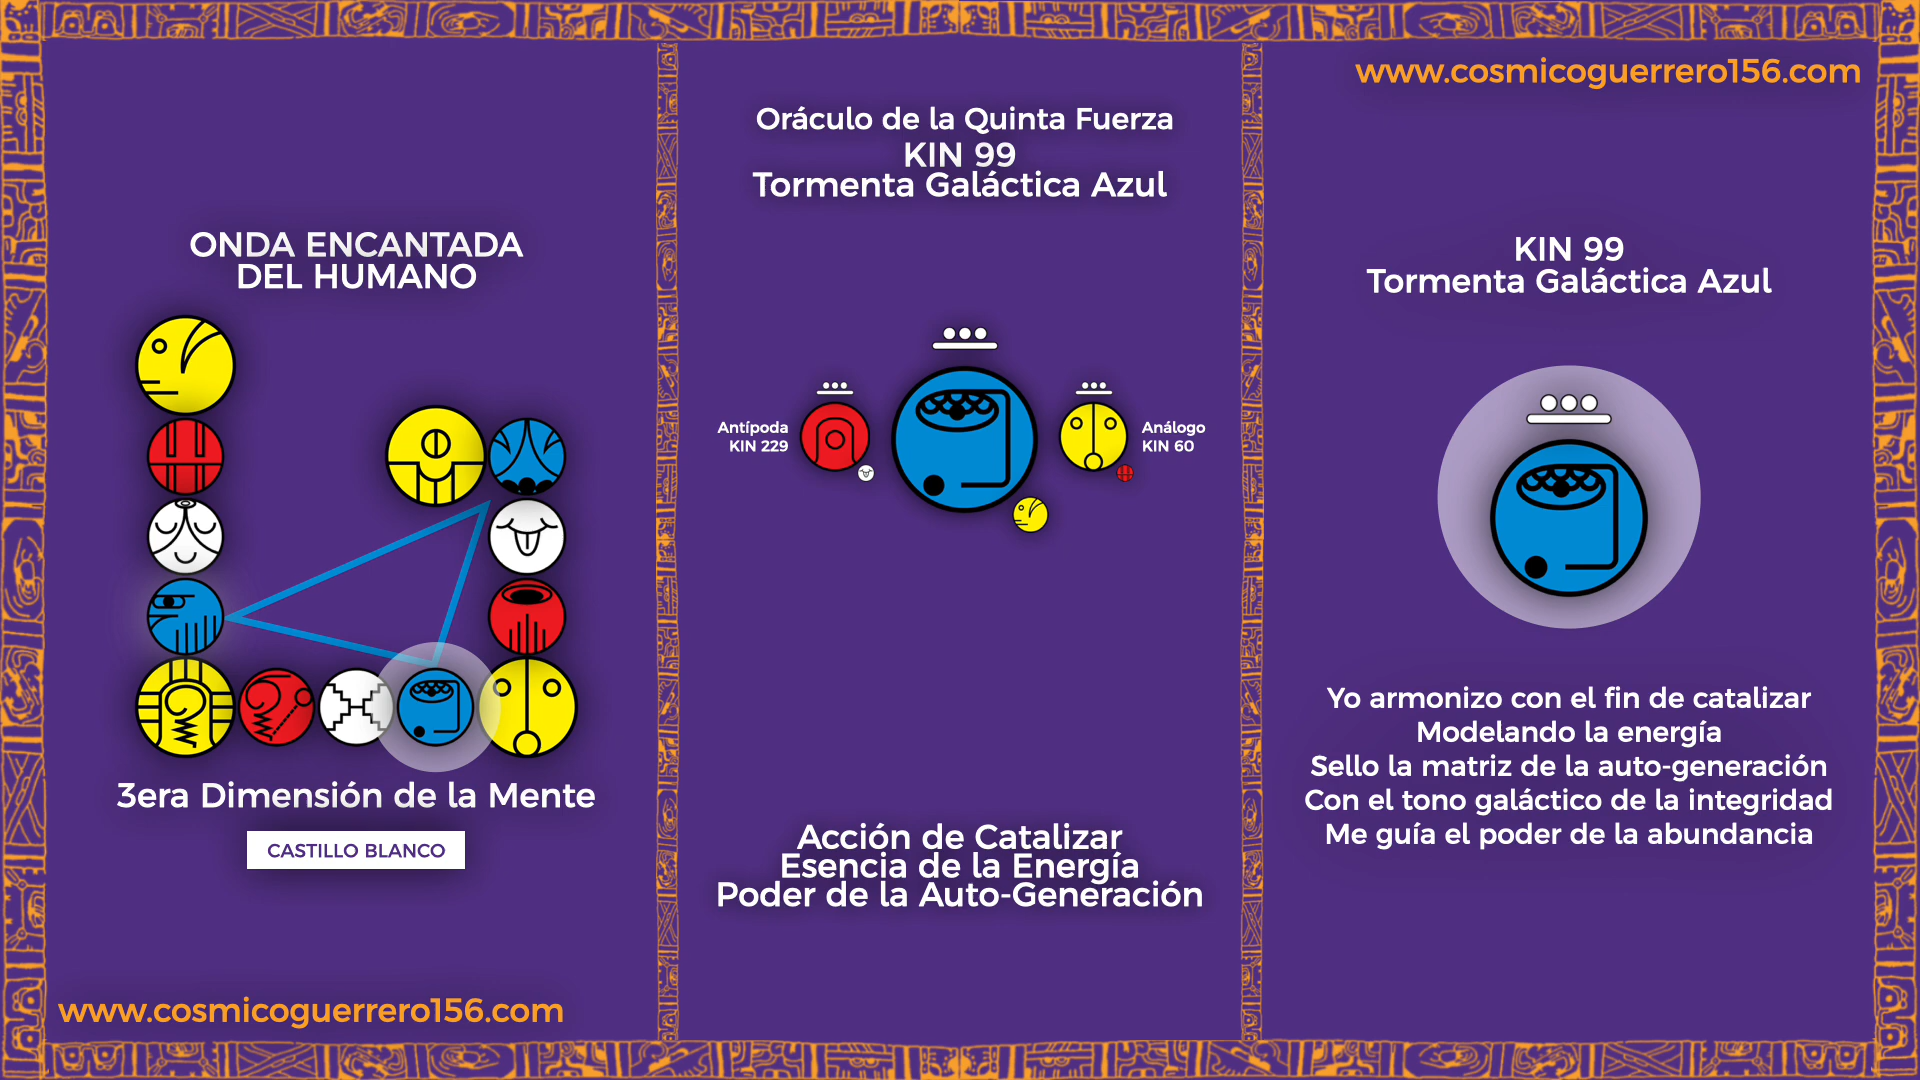 ONDA ENCANTADA
DEL HUMANO
3era Dimensión de la Mente
CASTILLO BLANCO
www.cosmicoguerrero156.com
Oráculo de la Quinta Fuerza
KIN 99
Tormenta Galáctica Azul
Antípoda
KIN 229
Análogo
KIN 60
Acción de Catalizar
Esencia de la Energía
Poder de la Auto-Generación
www.cosmicoguerrero156.com
KIN 99
Tormenta Galáctica Azul
Yo armonizo con el fin de catalizar
Modelando la energía
Sello la matriz de la auto-generación
Con el tono galáctico de la integridad
Me guía el poder de la abundancia